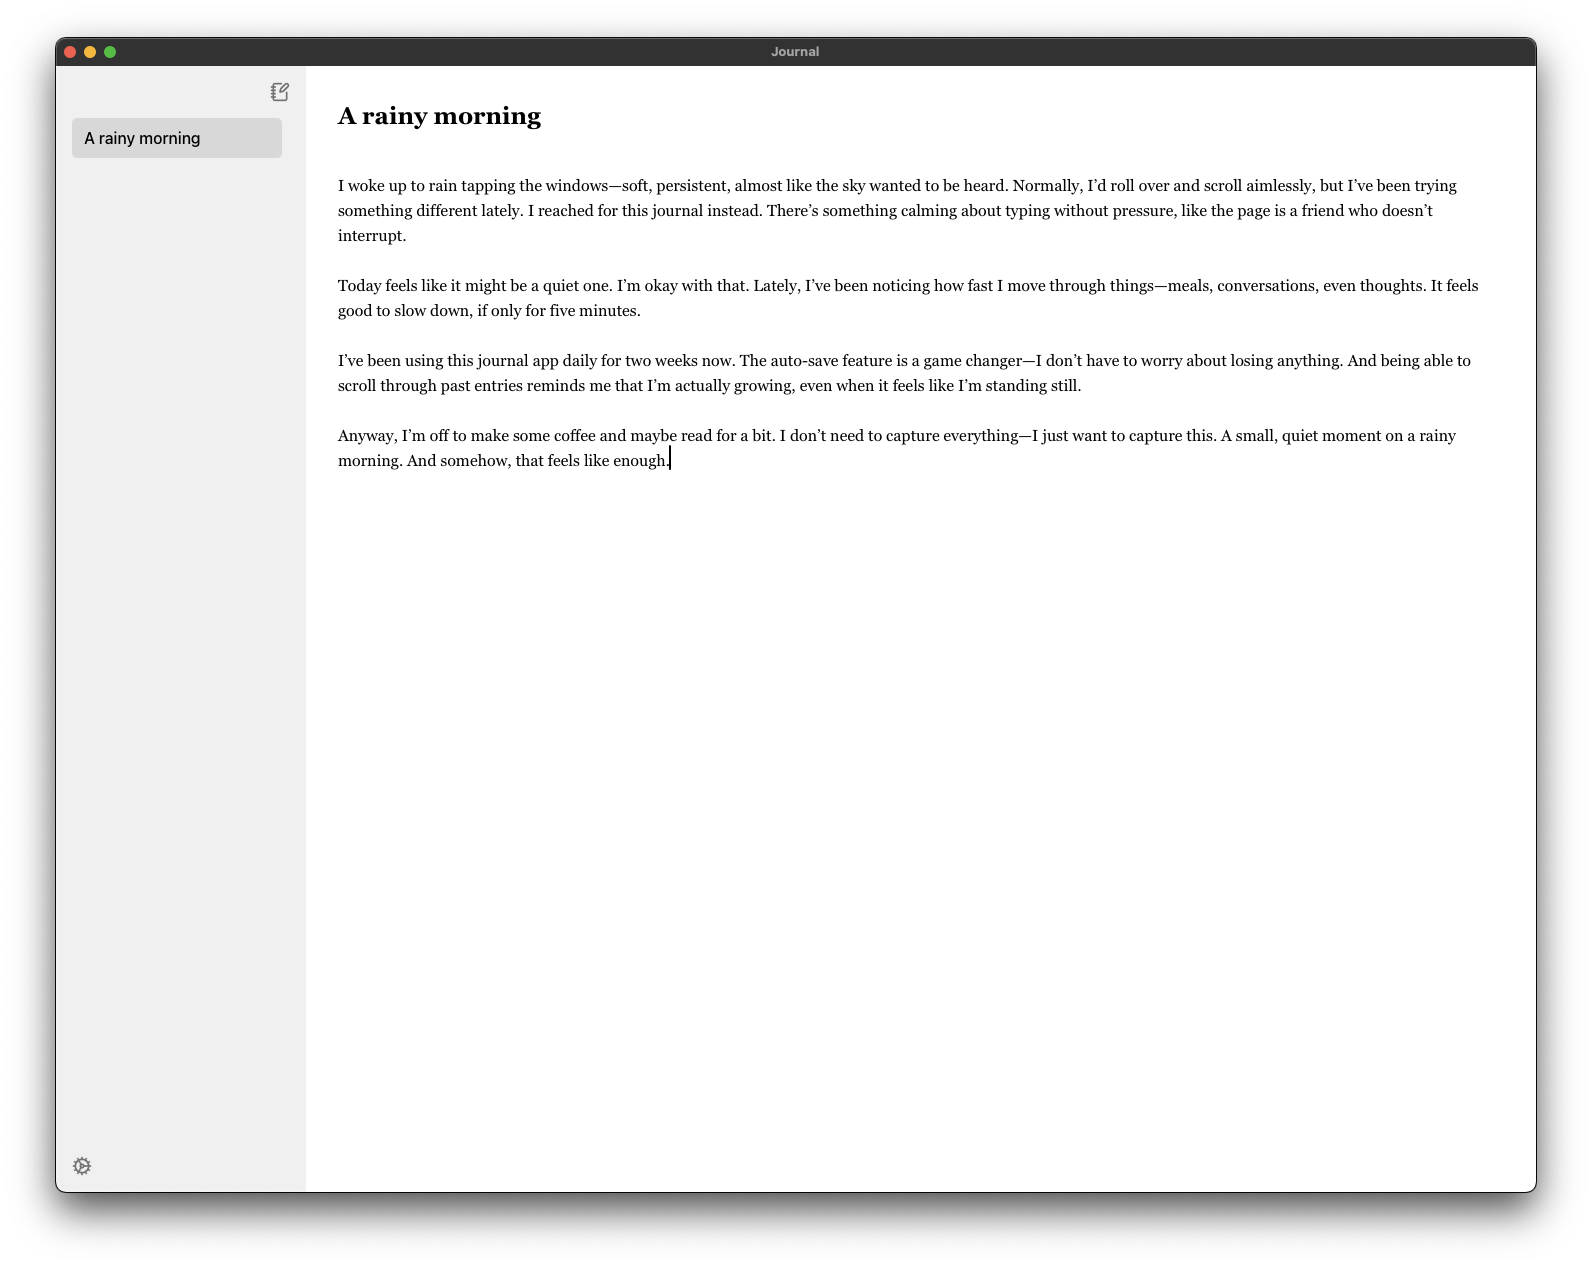 Journal
A rainy morning
A rainy morning
I woke up to rain tapping the windows—soft, persistent, almost like the sky wanted to be heard. Normally, I’d roll over and scroll aimlessly, but I’ve been trying
something different lately. I reached for this journal instead. There’s something calming about typing without pressure, like the page is a friend who doesn’t
interrupt.
Today feels like it might be a quiet one. I’m okay with that. Lately, I’ve been noticing how fast I move through things—meals, conversations, even thoughts. It feels
good to slow down, if only for five minutes.
I’ve been using this journal app daily for two weeks now. The auto-save feature is a game changer—I don’t have to worry about losing anything. And being able to
scroll through past entries reminds me that I’m actually growing, even when it feels like I’m standing still.
Anyway, I’m off to make some coffee and maybe read for a bit. I don’t need to capture everything—I just want to capture this. A small, quiet moment on a rainy
morning. And somehow, that feels like enough.